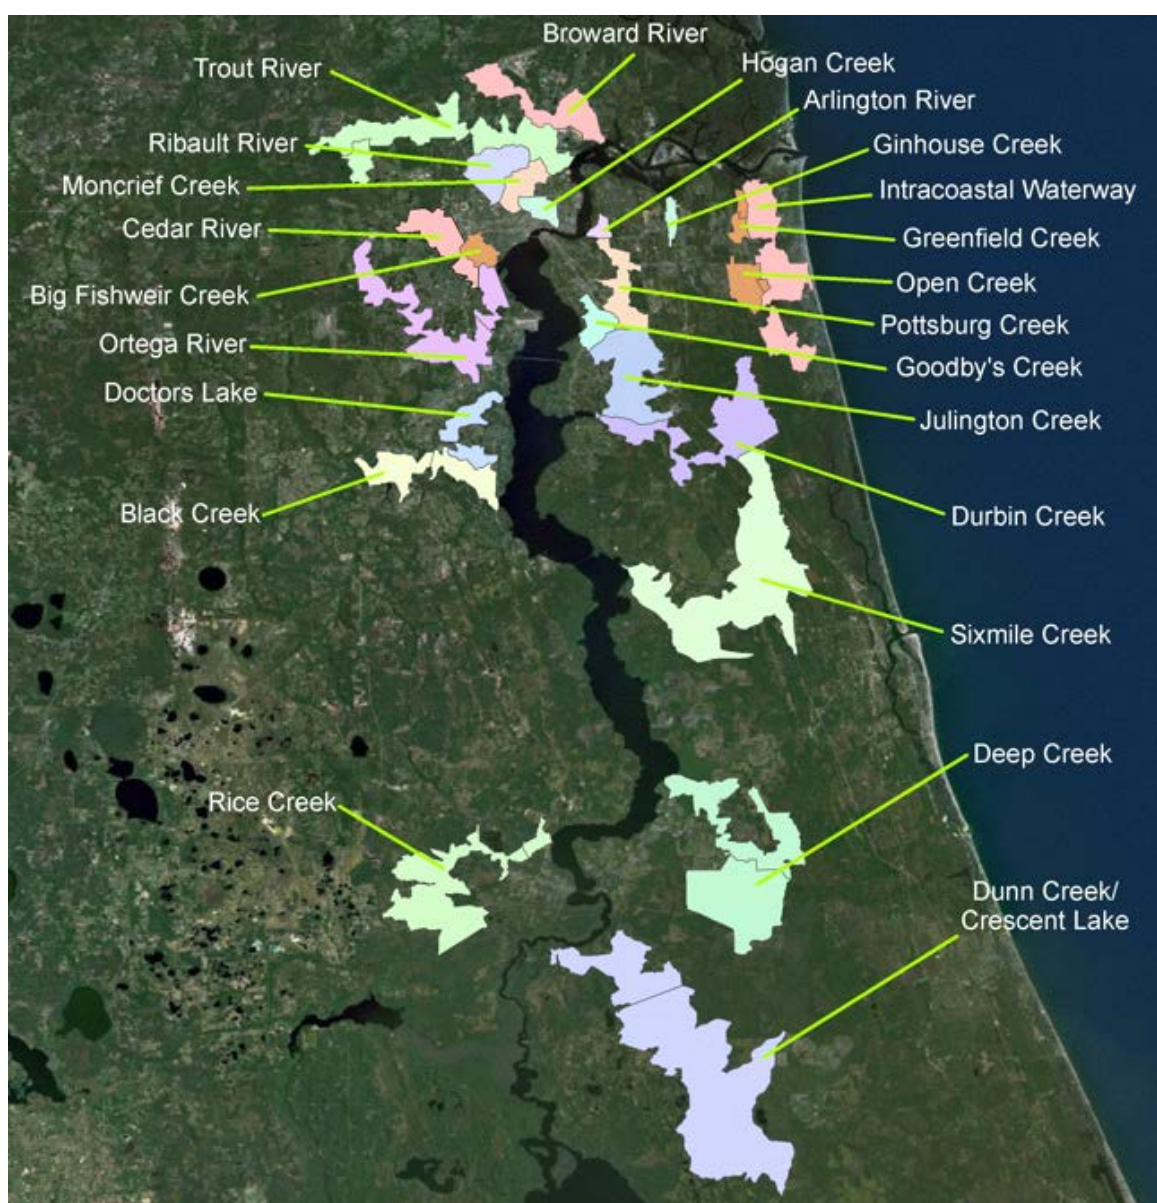 Broward River
Trout River
Hogan Creek
Arlington River
Ribault River
Ginhouse Creek
Moncrief Creek
Intracoastal Waterway
Cedar River
Greenfield Creek
Big Fishweir Creek
Open Creek
Pottsburg Creek
Ortega River
Goodby's Creek
Doctors Lake
Julington Creek
Black Creek
Durbin Creek
Sixmile Creek
Deep Creek
Rice Creek
Dunn Creek/
Crescent Lake